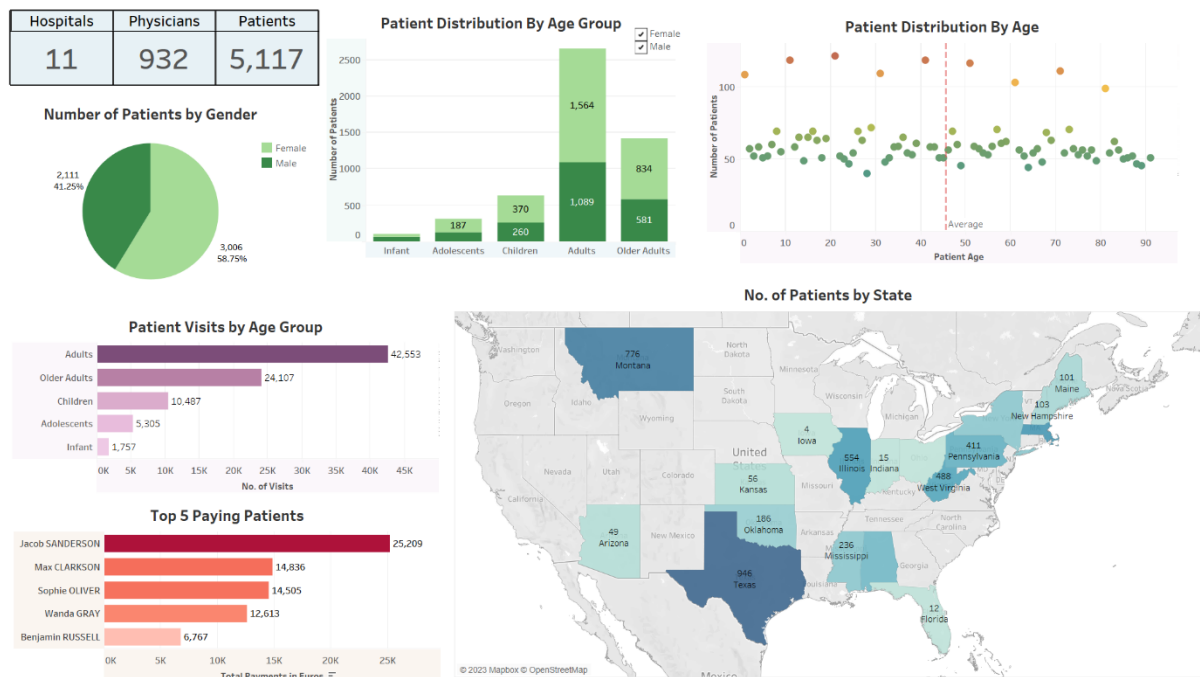 Hospitals Physicians Patients
11 932 5,117
Number of Patients by Gender
Female
Male
2,111
41.25%
3,006
58.75%
Patient Distribution By Age Group
Female
Male
Number of Patients
2500
2000
1500
1000
500
0
1,564
1,089
834
581
370
260
187
Infant Adolescents Children Adults Older Adults
Patient Distribution By Age
Number of Patients
100
50
0
Average
0 10 20 30 40 50 60 70 80 90
Patient Age
Patient Visits by Age Group
Adults 42,553
Older Adults 24,107
Children 10,487
Adolescents 5,305
Infant 1,757
0K 5K 10K 15K 20K 25K 30K 35K 40K 45K
No. of Visits
Top 5 Paying Patients
Jacob SANDERSON 25,209
Max CLARKSON 14,836
Sophie OLIVER 14,505
Wanda GRAY 12,613
Benjamin RUSSELL 6,767
0K 5K 10K 15K 20K 25K
Total Payments in Euros
No. of Patients by State
Washington
776
Montana
North
Dakota
Minnesota
101
Maine
Nova Scotia
Oregon
Idaho
South
Dakota
Wisconsin
Michigan
103
New Hampshire
Wyoming
4
Iowa
411
Pennsylvania
Nevada
Utah
Colorado
United
States
56
Kansas
Missouri
554
Illinois
15
Indiana
488
West Virginia
Kentucky
California
49
Arizona
New Mexico
186
Oklahoma
Arkansas
Tennessee
North
Carolina
236
Mississippi
Georgia
946
Texas
12
Florida
Mexico
© 2023 Mapbox © OpenStreetMap